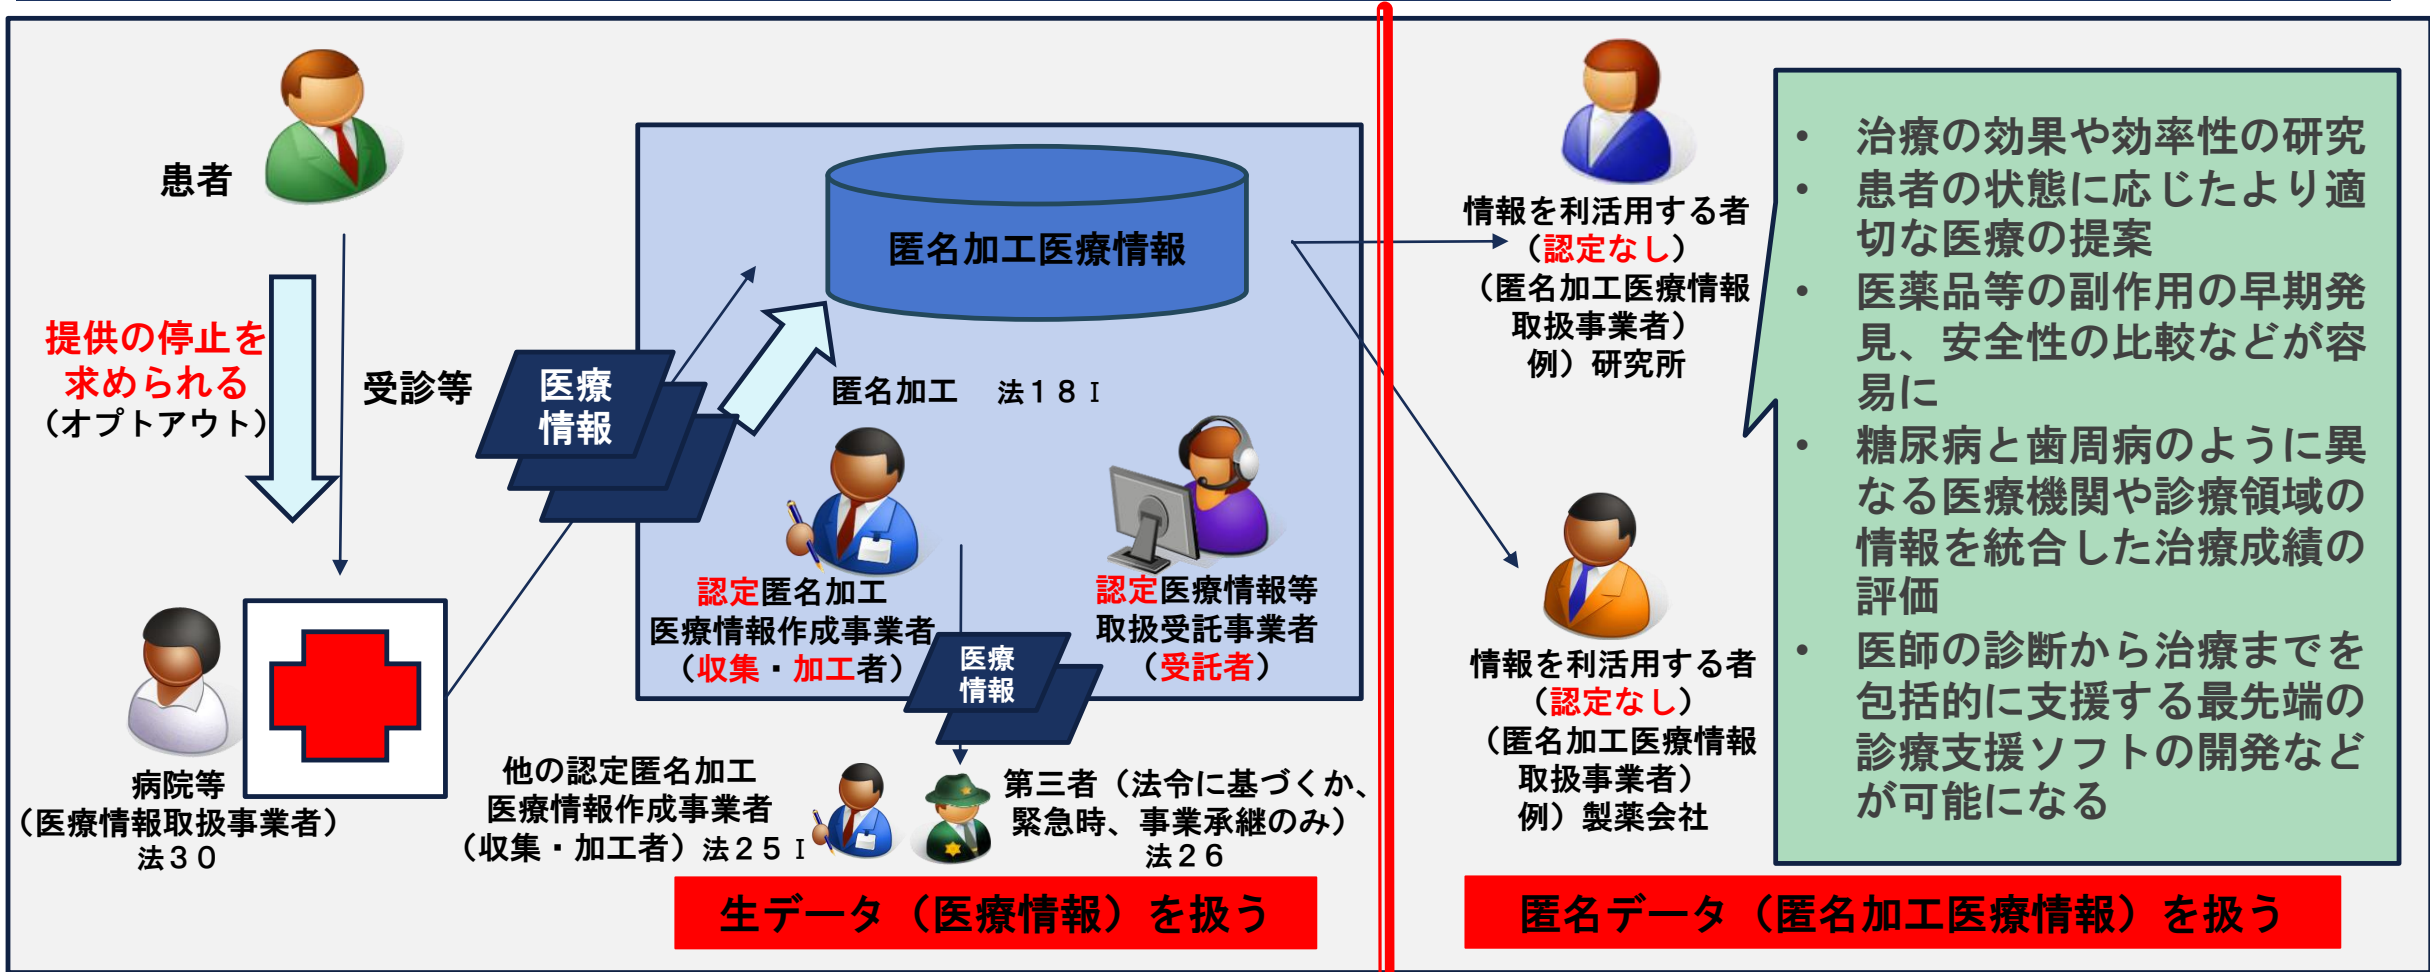 患者
提供の停止を
求められる
（オプトアウト）
受診等
医療
情報
病院等
（医療情報取扱事業者）
法３０
匿名加工医療情報
匿名加工　法１８Ⅰ
認定匿名加工
医療情報作成事業者
（収集・加工者）
認定医療情報等
取扱受託事業者
（受託者）
医療
情報
他の認定匿名加工
医療情報作成事業者
（収集・加工者）法２５Ⅰ
第三者（法令に基づくか、
緊急時、事業承継のみ）
法２６
生データ（医療情報）を扱う
情報を利活用する者
（認定なし）
（匿名加工医療情報
取扱事業者）
例）研究所
情報を利活用する者
（認定なし）
（匿名加工医療情報
取扱事業者）
例）製薬会社
• 治療の効果や効率性の研究
• 患者の状態に応じたより適
切な医療の提案
• 医薬品等の副作用の早期発
見、安全性の比較などが容
易に
• 糖尿病と歯周病のように異
なる医療機関や診療領域の
情報を統合した治療成績の
評価
• 医師の診断から治療までを
包括的に支援する最先端の
診療支援ソフトの開発など
が可能になる
匿名データ（匿名加工医療情報）を扱う